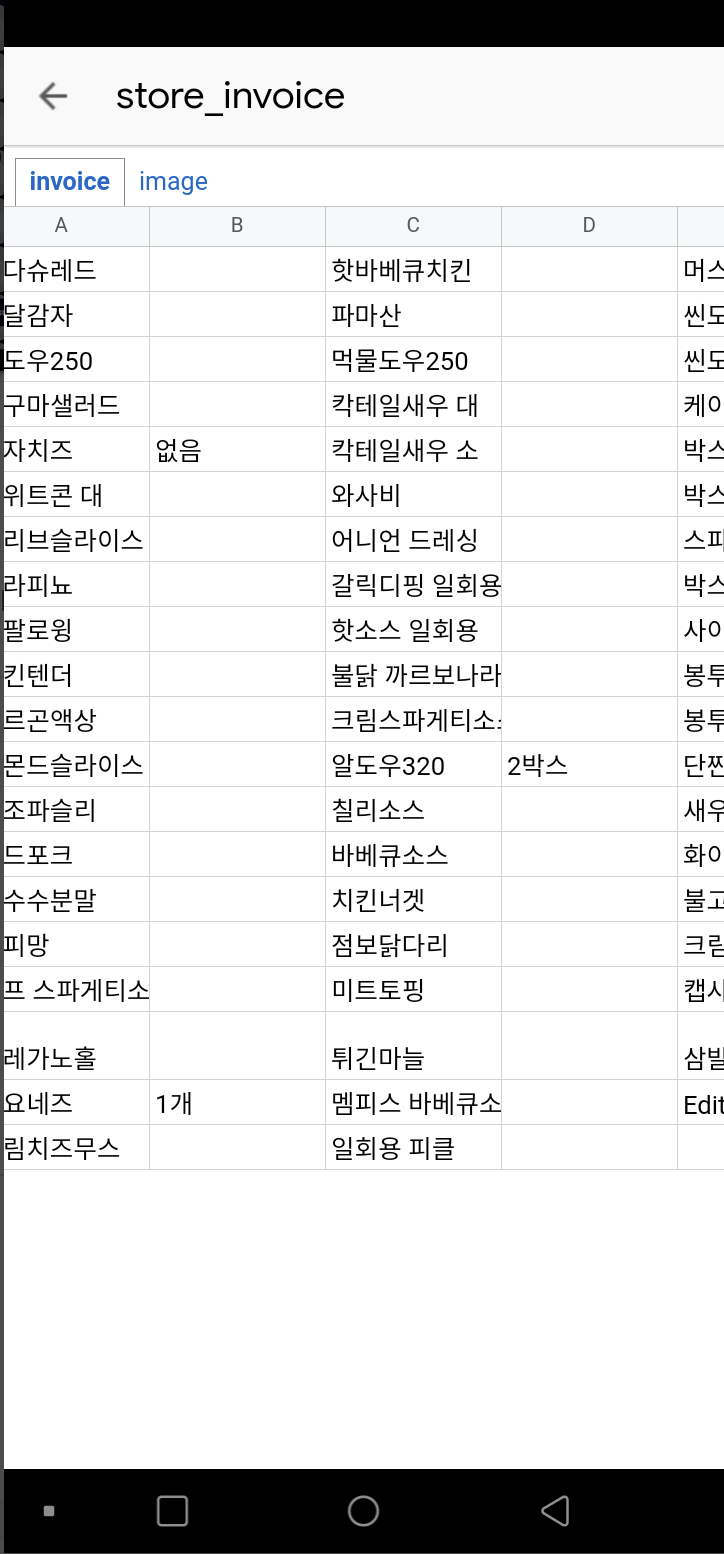 store_invoice
invoice image
A B C D
다슈레드 핫바베큐치킨 머스
달감자 파마산 씬도
도우250 먹물도우250 씬도
구마샐러드 칵테일새우 대 케이
자치즈 없음 칵테일새우 소 박스
위트콘 대 와사비 박스
리브슬라이스 어니언 드레싱 스파
라피뇨 갈릭디핑 일회용 박스
팔로윙 핫소스 일회용 사이
킨텐더 불닭 까르보나라 봉투
르곤액상 크림스파게티소 봉투
몬드슬라이스 알도우320 2박스 단짠
조파슬리 칠리소스 새우
드포크 바베큐소스 화이
수수분말 치킨너겟 불고
피망 점보닭다리 크림
프 스파게티소 미트토핑 캡사
레가노홀 튀긴마늘 삼발
요네즈 1개 멤피스 바베큐소 Edit
림치즈무스 일회용 피클